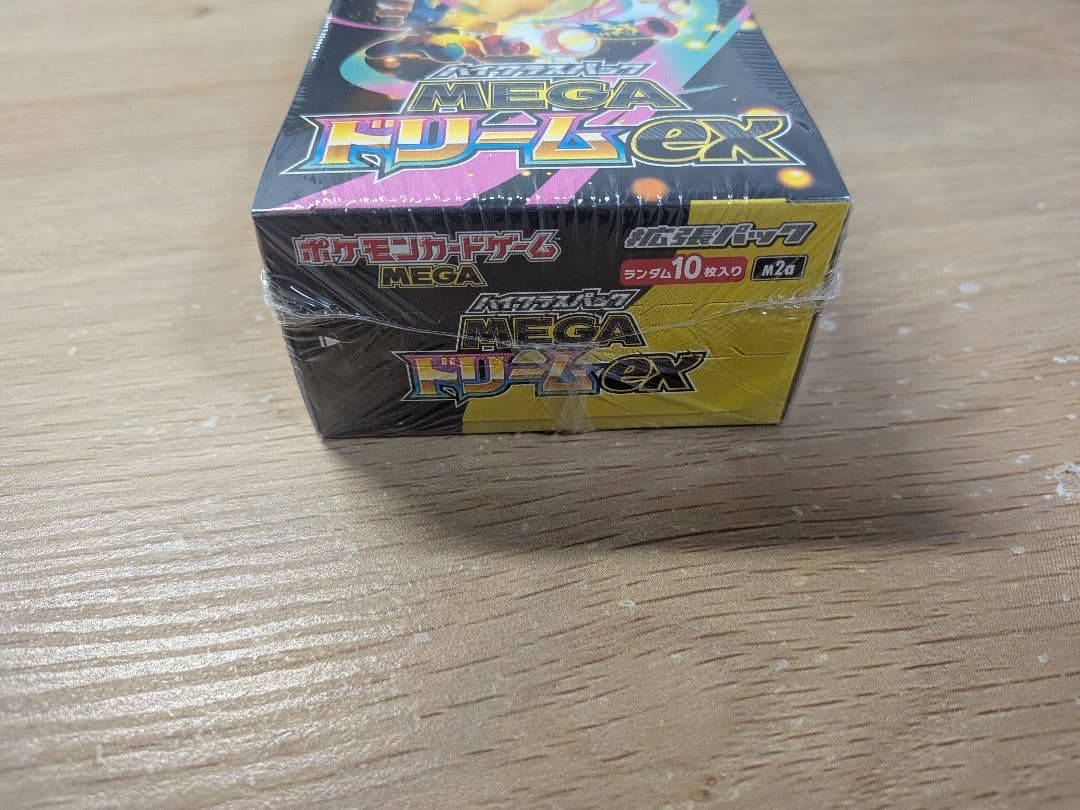 ハイクラスパック
MEGA
ドリームex
ポケモンカードゲーム
MEGA
拡張パック
ランダム10枚入り
M2a
ハイクラスパック
MEGA
ドリームex